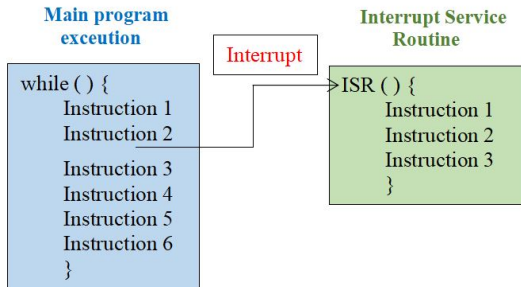 Main program
exceution
while ( ) {
Instruction 1
Instruction 2
Instruction 3
Instruction 4
Instruction 5
Instruction 6
}
Interrupt
Interrupt Service
Routine
ISR ( ) {
Instruction 1
Instruction 2
Instruction 3
}